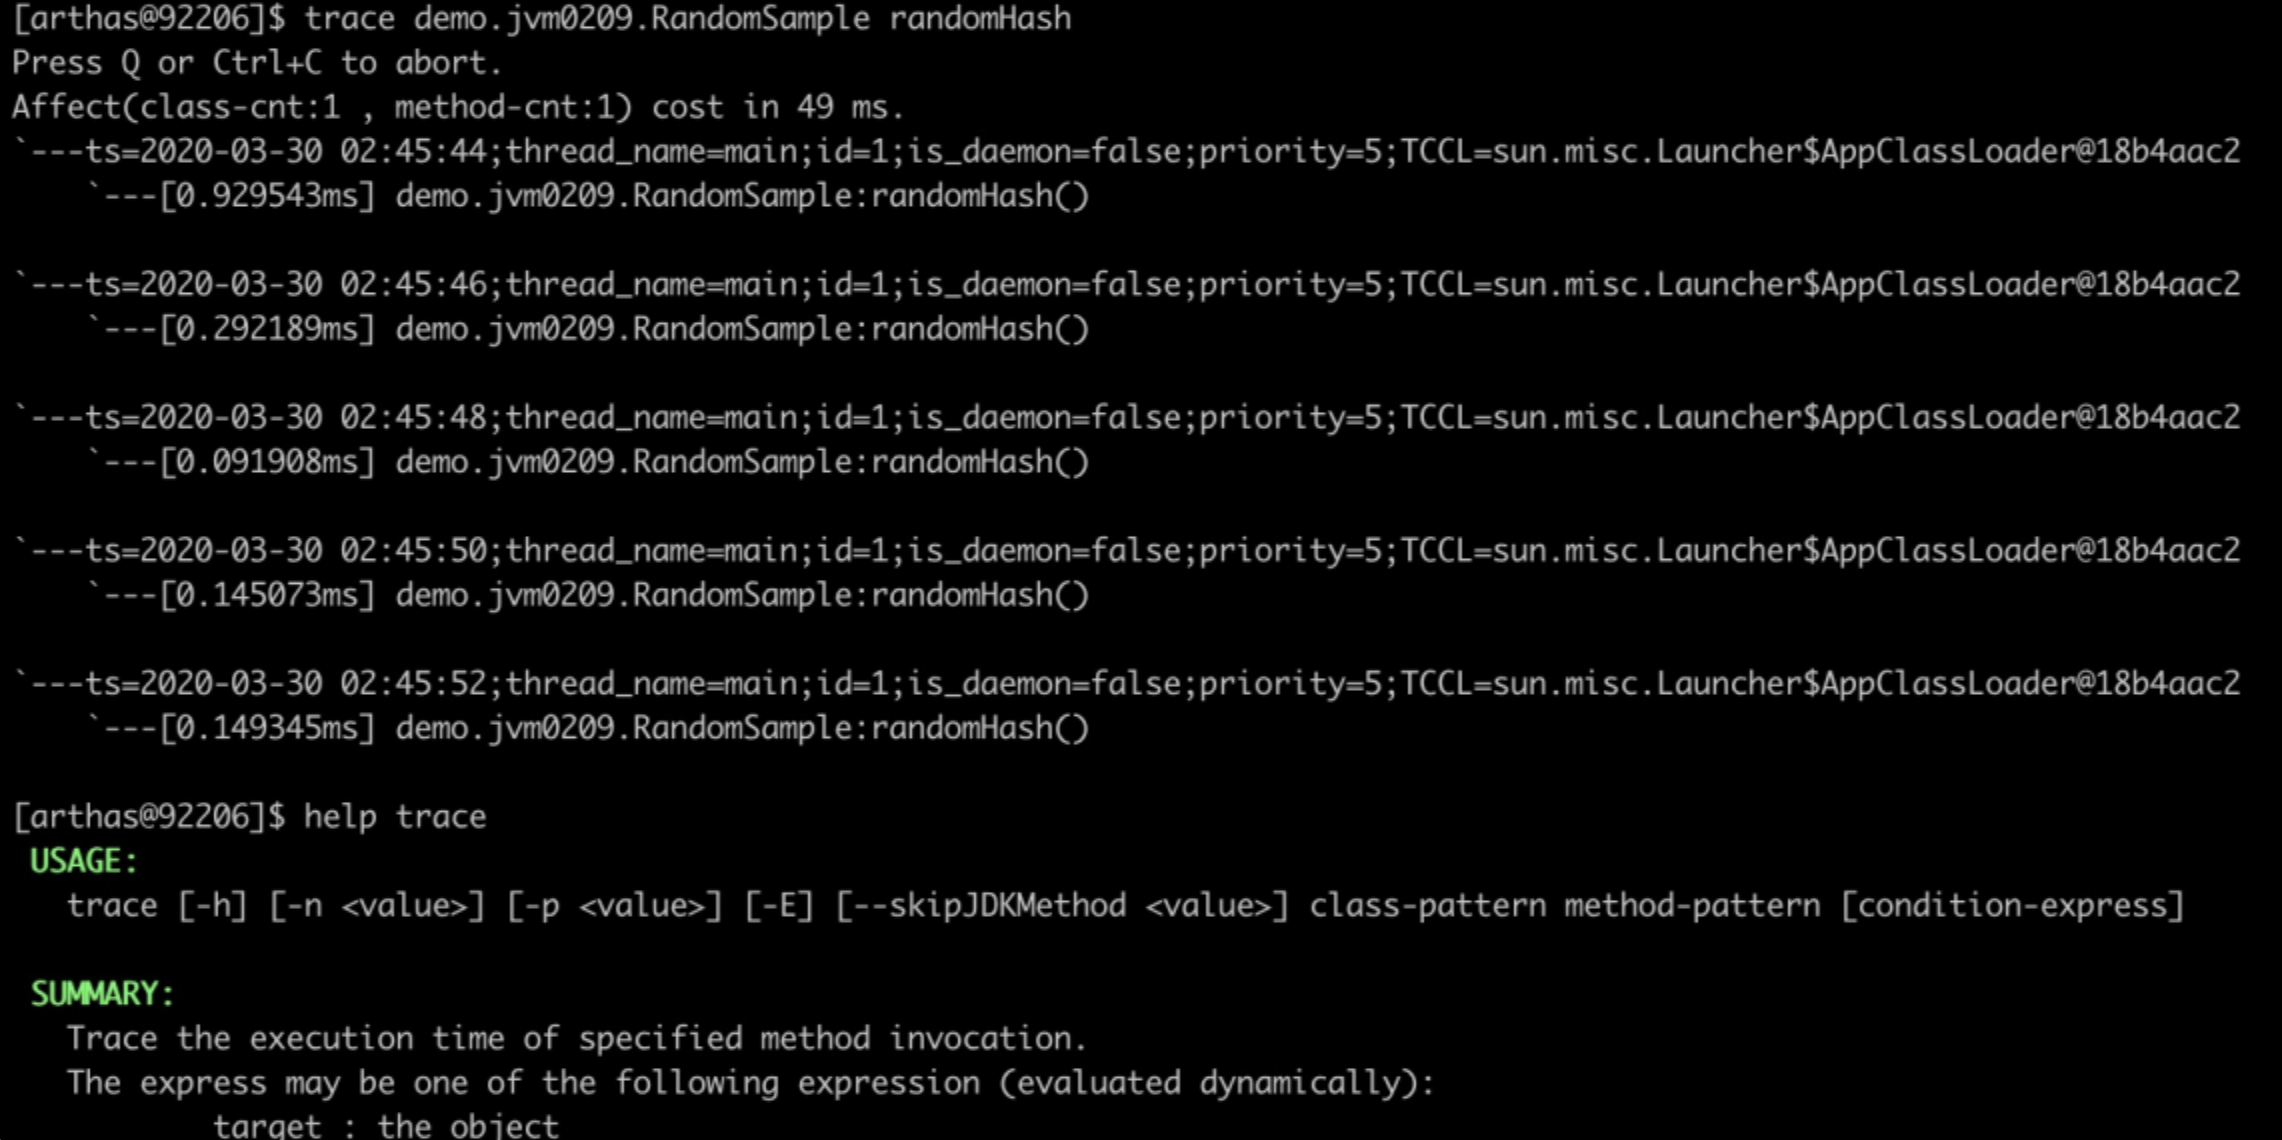 [arthas@92206]$ trace demo.jvm0209.RandomSample randomHash
Press Q or Ctrl+C to abort.
Affect(class-cnt:1 , method-cnt:1) cost in 49 ms.
`---ts=2020-03-30 02:45:44;thread_name=main;id=1;is_daemon=false;priority=5;TCCL=sun.misc.Launcher$AppClassLoader@18b4aac2
    `---[0.929543ms] demo.jvm0209.RandomSample:randomHash()
`---ts=2020-03-30 02:45:46;thread_name=main;id=1;is_daemon=false;priority=5;TCCL=sun.misc.Launcher$AppClassLoader@18b4aac2
    `---[0.292189ms] demo.jvm0209.RandomSample:randomHash()
`---ts=2020-03-30 02:45:48;thread_name=main;id=1;is_daemon=false;priority=5;TCCL=sun.misc.Launcher$AppClassLoader@18b4aac2
    `---[0.091908ms] demo.jvm0209.RandomSample:randomHash()
`---ts=2020-03-30 02:45:50;thread_name=main;id=1;is_daemon=false;priority=5;TCCL=sun.misc.Launcher$AppClassLoader@18b4aac2
    `---[0.145073ms] demo.jvm0209.RandomSample:randomHash()
`---ts=2020-03-30 02:45:52;thread_name=main;id=1;is_daemon=false;priority=5;TCCL=sun.misc.Launcher$AppClassLoader@18b4aac2
    `---[0.149345ms] demo.jvm0209.RandomSample:randomHash()
[arthas@92206]$ help trace
USAGE:
  trace [-h] [-n <value>] [-p <value>] [-E] [--skipJDKMethod <value>] class-pattern method-pattern [condition-express]
SUMMARY:
  Trace the execution time of specified method invocation.
  The express may be one of the following expression (evaluated dynamically):
          target : the object